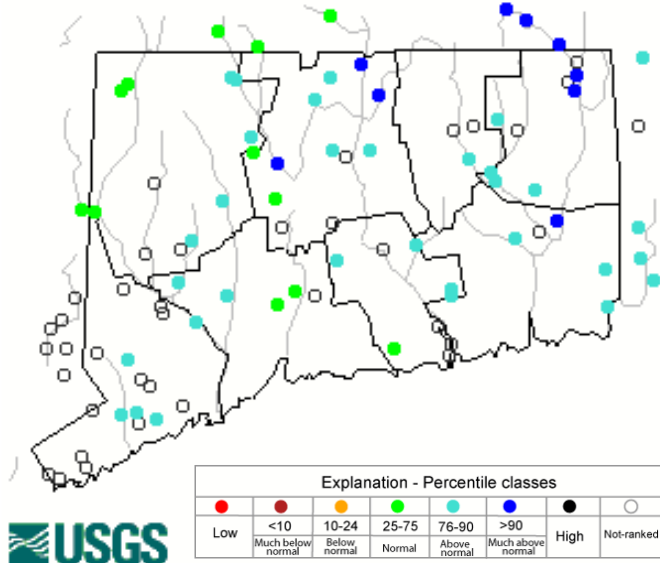 Explanation - Percentile classes
Low
<10
10-24
25-75
76-90
>90
High
Not-ranked
Much below normal
Below normal
Normal
Above normal
Much above normal
USGS